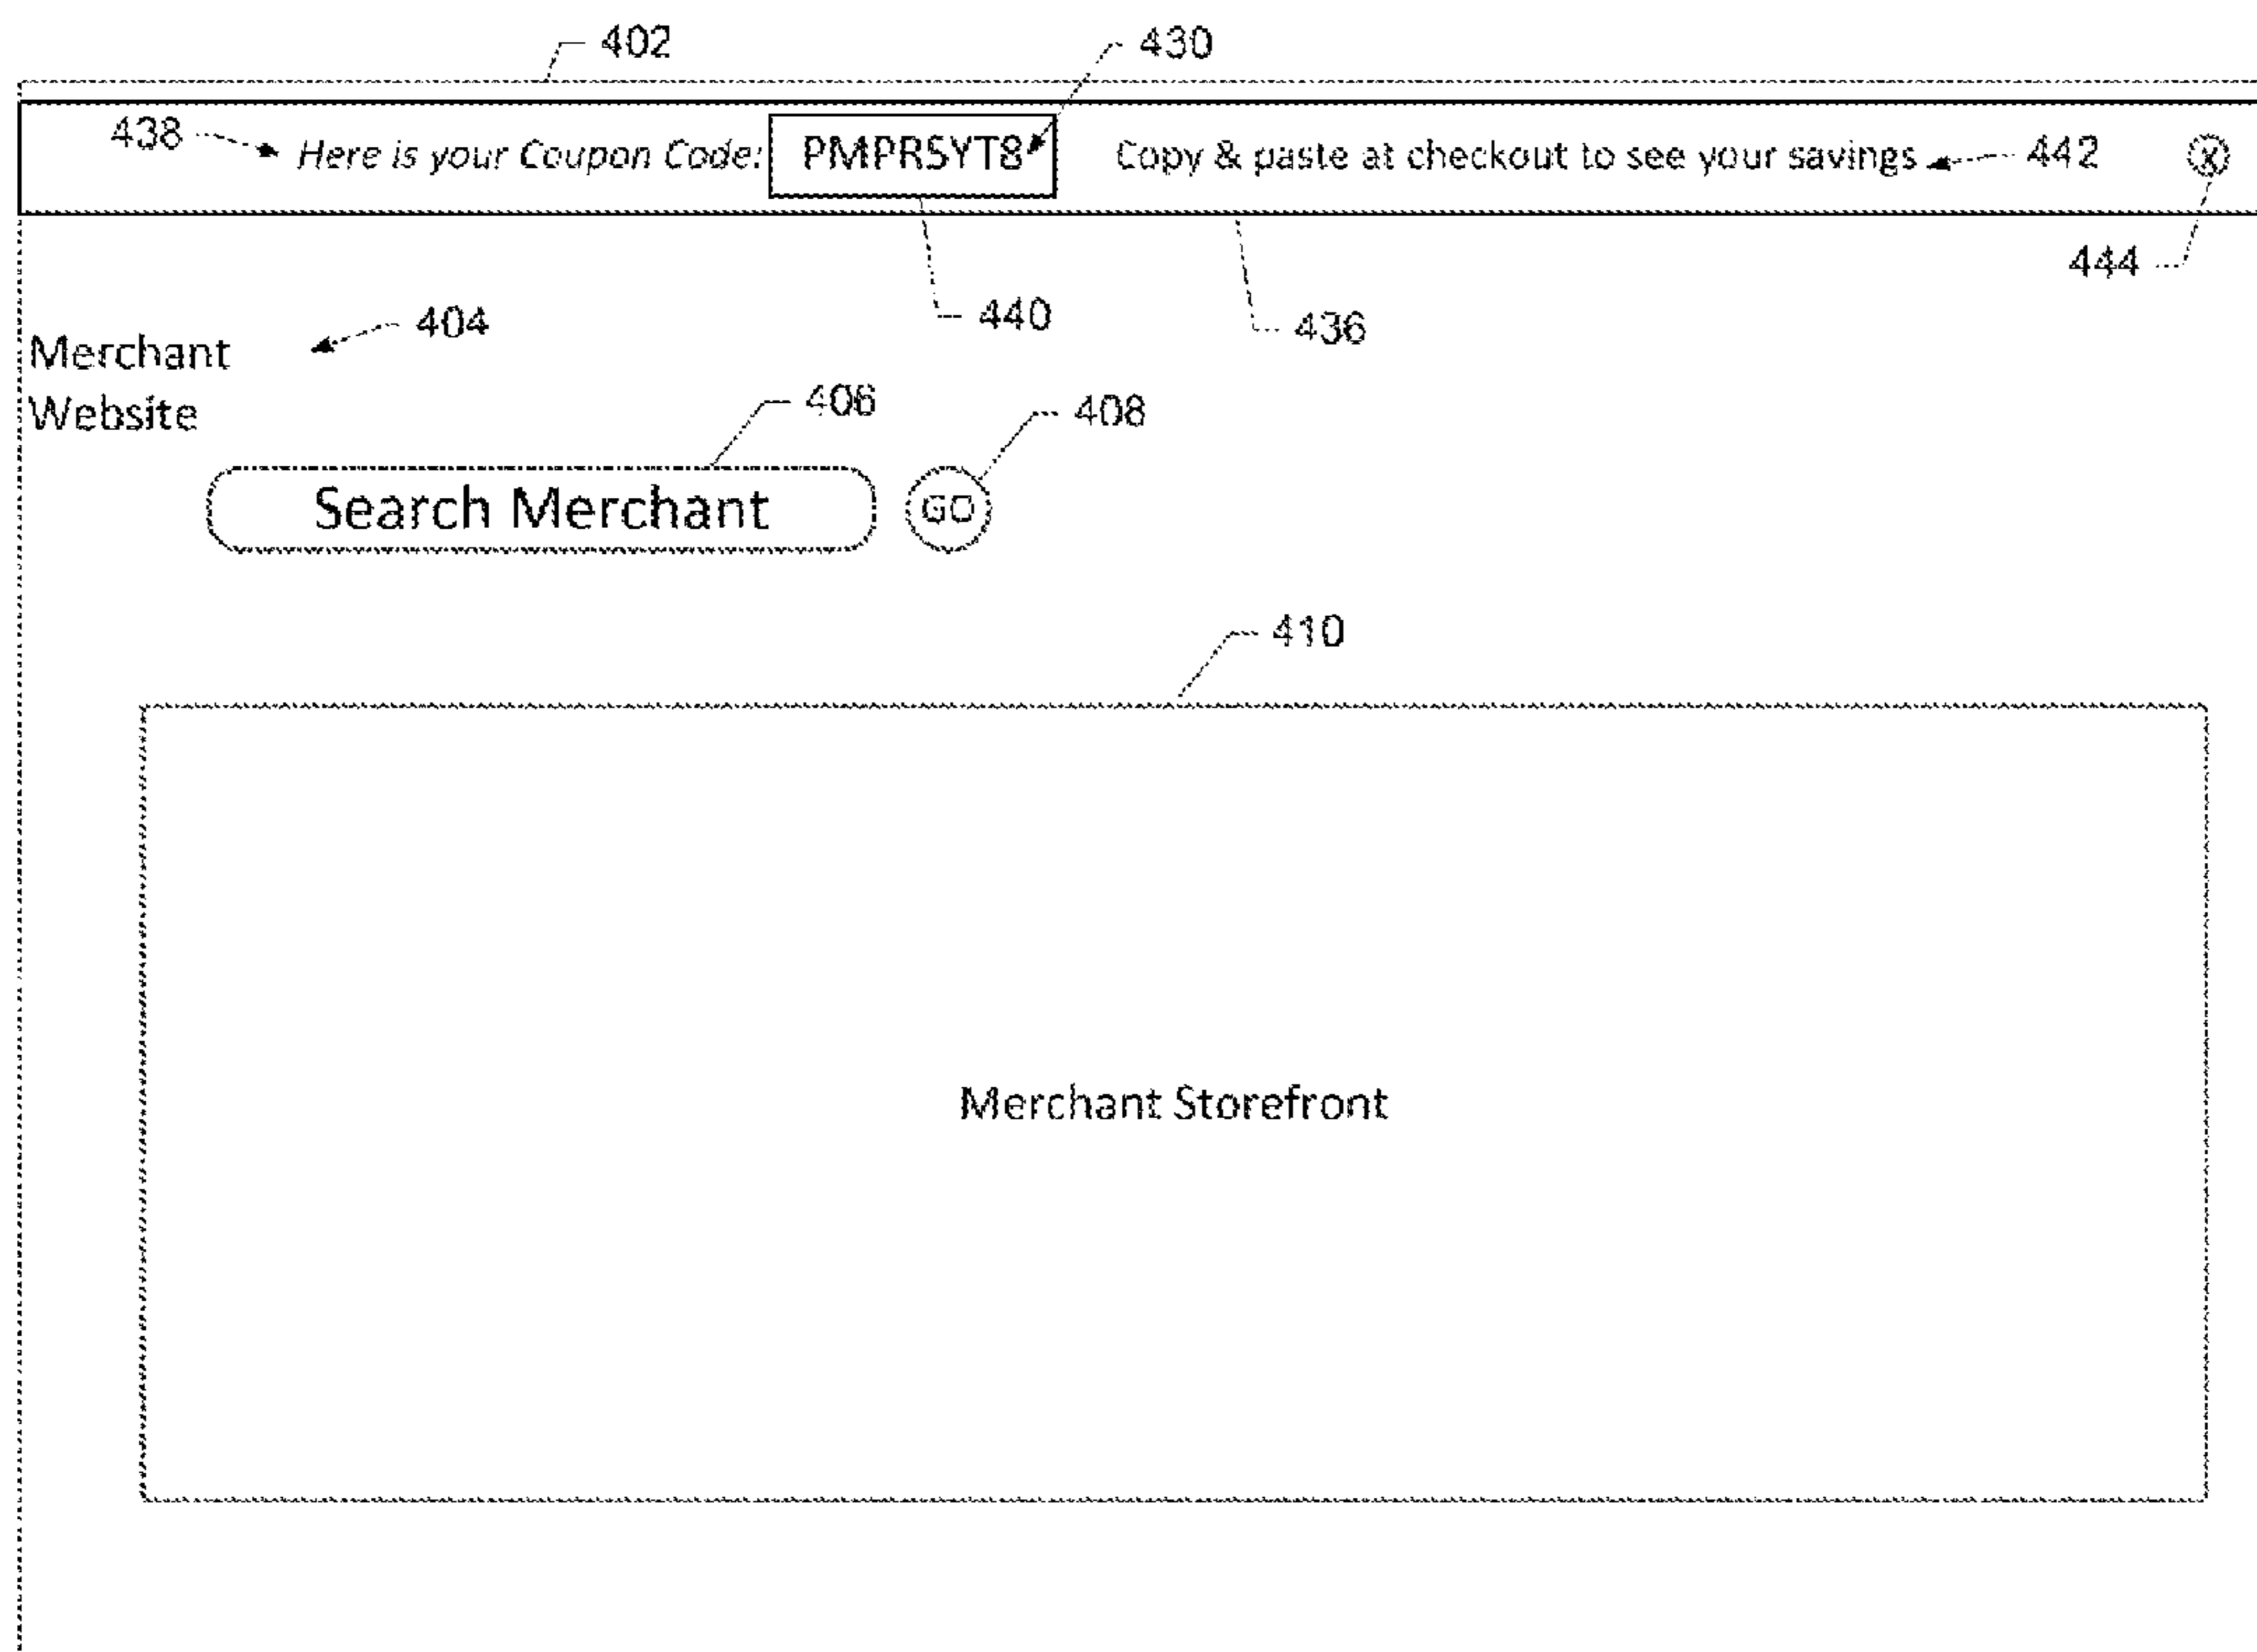 402
430
438
Here is your Coupon Code:
PMPRSYT8
Copy & paste at checkout to see your savings
442
X
444
440
436
404
Merchant
Website
406
408
Search Merchant
GO
410
Merchant Storefront